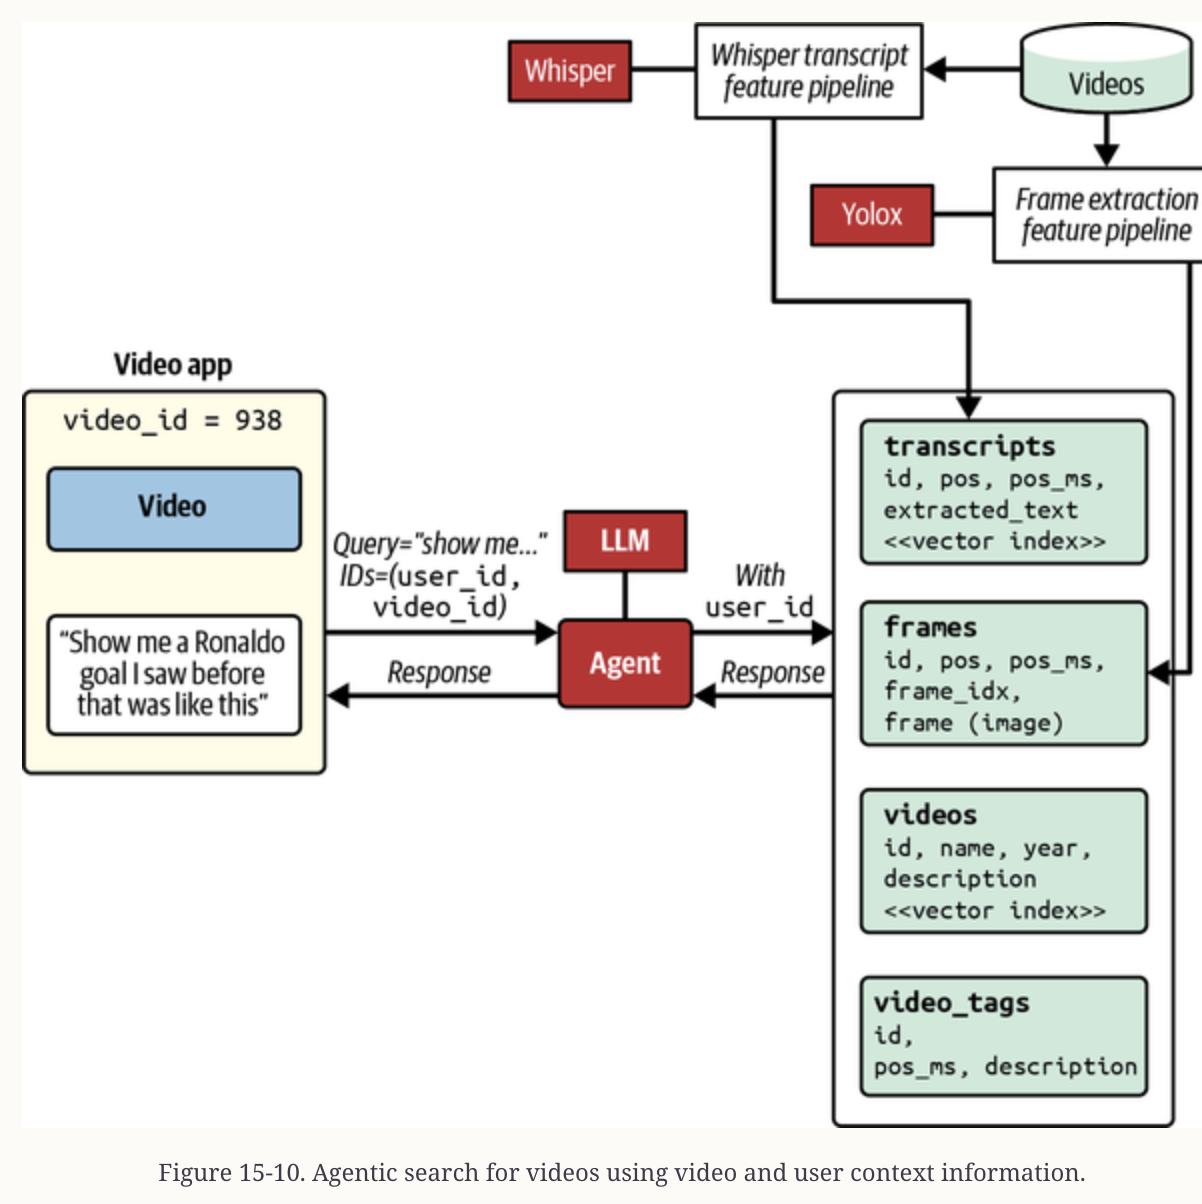 Whisper
Whisper transcript
feature pipeline
Videos
Yolox
Frame extraction
feature pipeline
Video app
video_id = 938
Video
“Show me a Ronaldo
goal I saw before
that was like this”
Query="show me..."
IDs=(user_id,
video_id)
Response
LLM
Agent
With
user_id
Response
transcripts
id, pos, pos_ms,
extracted_text
<<vector index>>
frames
id, pos, pos_ms,
frame_idx,
frame (image)
videos
id, name, year,
description
<<vector index>>
video_tags
id,
pos_ms, description
Figure 15-10. Agentic search for videos using video and user context information.